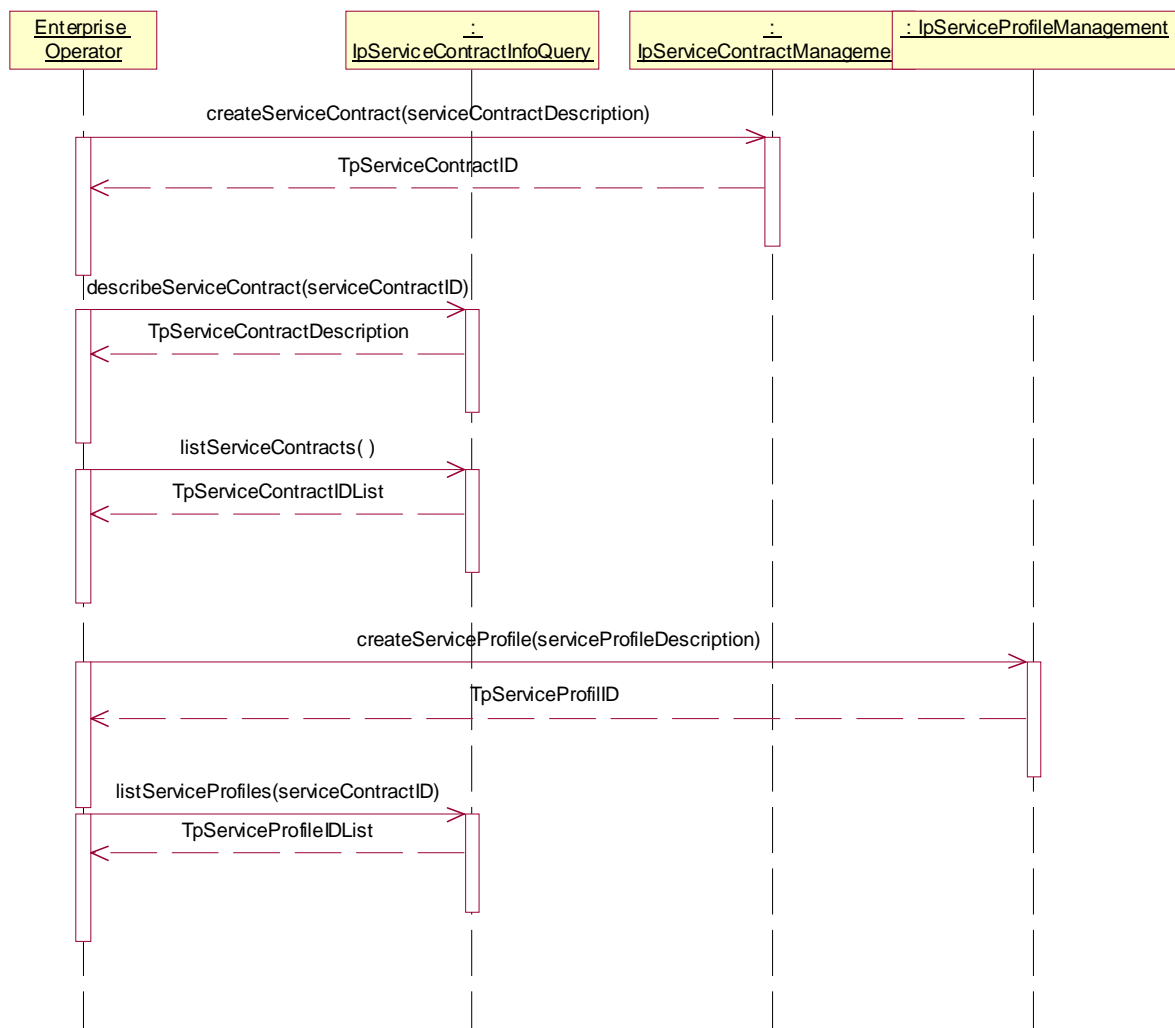 Enterprise
Operator
:
IpServiceContractInfoQuery
:
IpServiceContractManageme
: IpServiceProfileManagement
createServiceContract(serviceContractDescription)
TpServiceContractID
describeServiceContract(serviceContractID)
TpServiceContractDescription
listServiceContracts( )
TpServiceContractIDList
createServiceProfile(serviceProfileDescription)
TpServiceProfilID
listServiceProfiles(serviceContractID)
TpServiceProfileIDList